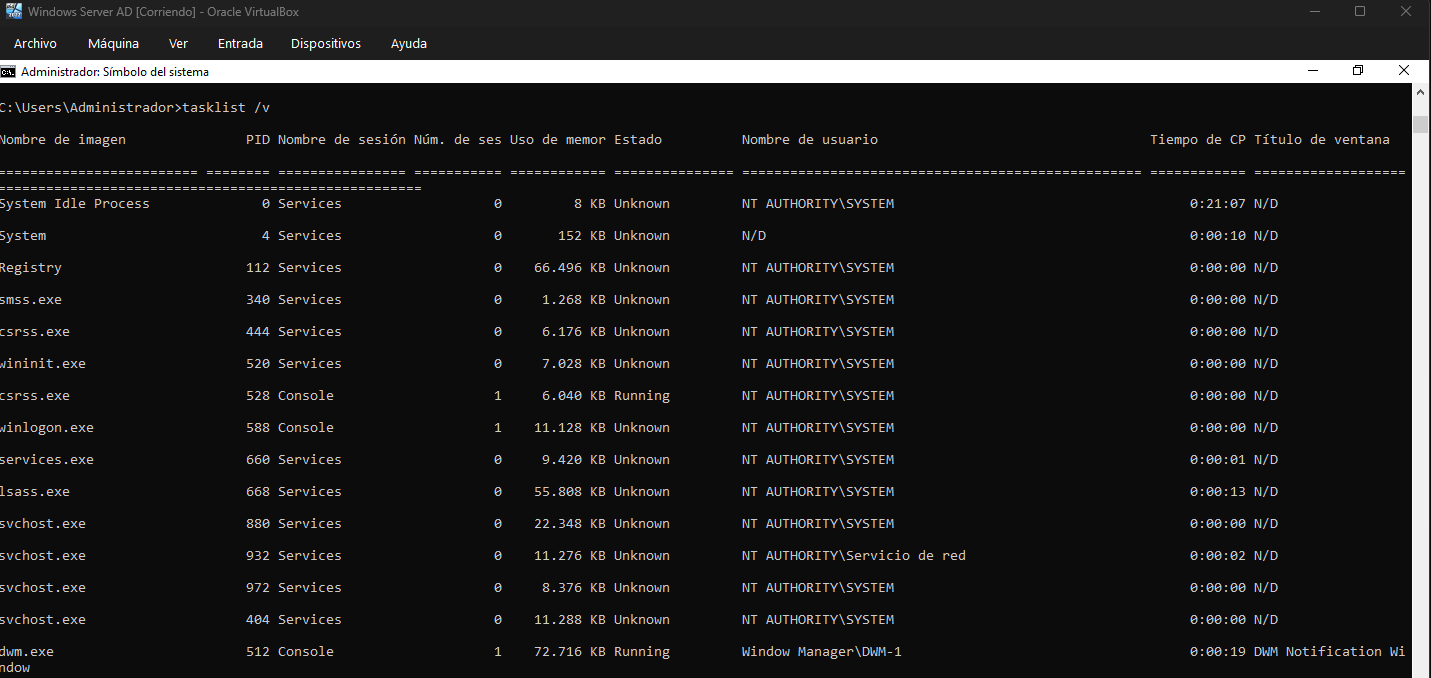 Windows Server AD [Corriendo] - Oracle VirtualBox
Archivo Máquina Ver Entrada Dispositivos Ayuda
Administrador: Símbolo del sistema
C:\Users\Administrador>tasklist /v
Nombre de imagen PID Nombre de sesión Núm. de ses Uso de memor Estado Nombre de usuario Tiempo de CP Título de ventana
========================= ======== ================ =========== ============ =============== ================================================== ============ ===================
=====================================================
System Idle Process 0 Services 0 8 KB Unknown NT AUTHORITY\SYSTEM 0:21:07 N/D
System 4 Services 0 152 KB Unknown N/D 0:00:10 N/D
Registry 112 Services 0 66.496 KB Unknown NT AUTHORITY\SYSTEM 0:00:00 N/D
smss.exe 340 Services 0 1.268 KB Unknown NT AUTHORITY\SYSTEM 0:00:00 N/D
csrss.exe 444 Services 0 6.176 KB Unknown NT AUTHORITY\SYSTEM 0:00:00 N/D
wininit.exe 520 Services 0 7.028 KB Unknown NT AUTHORITY\SYSTEM 0:00:00 N/D
csrss.exe 528 Console 1 6.040 KB Running NT AUTHORITY\SYSTEM 0:00:00 N/D
winlogon.exe 588 Console 1 11.128 KB Unknown NT AUTHORITY\SYSTEM 0:00:00 N/D
services.exe 660 Services 0 9.420 KB Unknown NT AUTHORITY\SYSTEM 0:00:01 N/D
lsass.exe 668 Services 0 55.808 KB Unknown NT AUTHORITY\SYSTEM 0:00:13 N/D
svchost.exe 880 Services 0 22.348 KB Unknown NT AUTHORITY\SYSTEM 0:00:00 N/D
svchost.exe 932 Services 0 11.276 KB Unknown NT AUTHORITY\Servicio de red 0:00:02 N/D
svchost.exe 972 Services 0 8.376 KB Unknown NT AUTHORITY\SYSTEM 0:00:00 N/D
svchost.exe 404 Services 0 11.288 KB Unknown NT AUTHORITY\SYSTEM 0:00:00 N/D
dwm.exe 512 Console 1 72.716 KB Running Window Manager\DWM-1 0:00:19 DWM Notification Wi
ndow